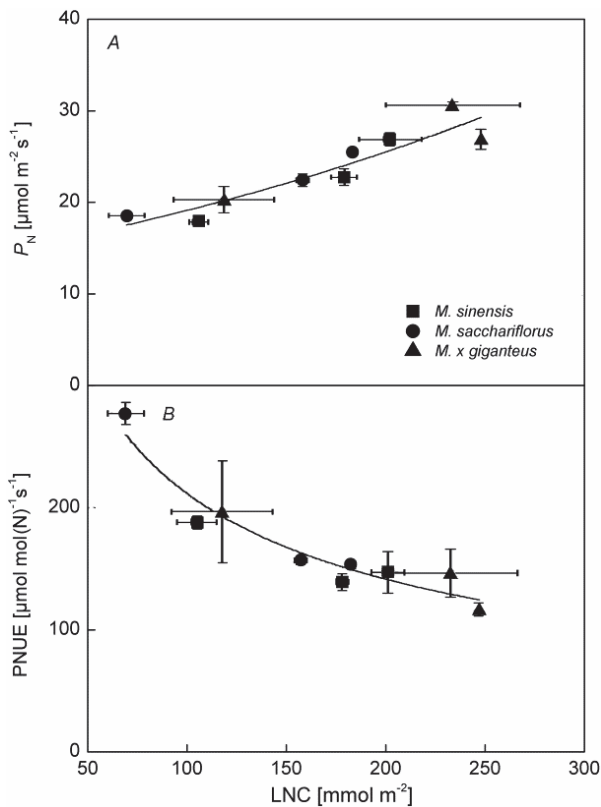 40
A
30
20
10
0
P_N [µmol m⁻² s⁻¹]
M. sinensis
M. sacchariflorus
M. x giganteus
B
200
100
0
PNUE [µmol mol(N)⁻¹ s⁻¹]
50 100 150 200 250 300
LNC [mmol m⁻²]